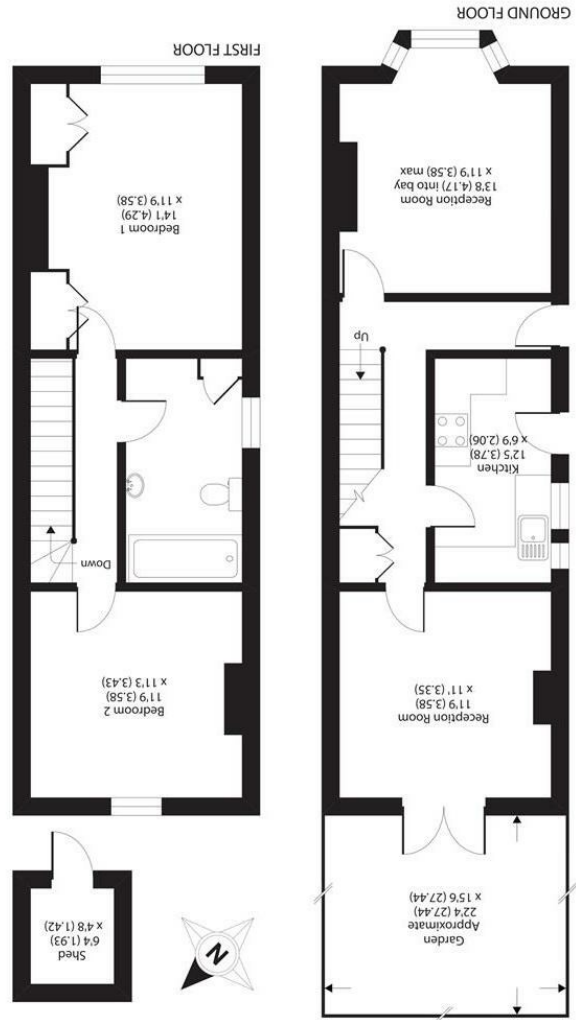 GROUND FLOOR
Reception Room
13'8 (4.17) into bay
x 11'9 (3.58) max
Up
Kitchen
12'5 (3.78)
x 6'9 (2.06)
Reception Room
11'9 (3.58)
x 11' (3.35)
Garden
Approximate
22'4 (27.44)
x 15'6 (27.44)
FIRST FLOOR
Bedroom 1
14'1 (4.29)
x 11'9 (3.58)
Down
Bedroom 2
11'9 (3.58)
x 11'3 (3.43)
Shed
6'4 (1.93)
x 4'8 (1.42)
N